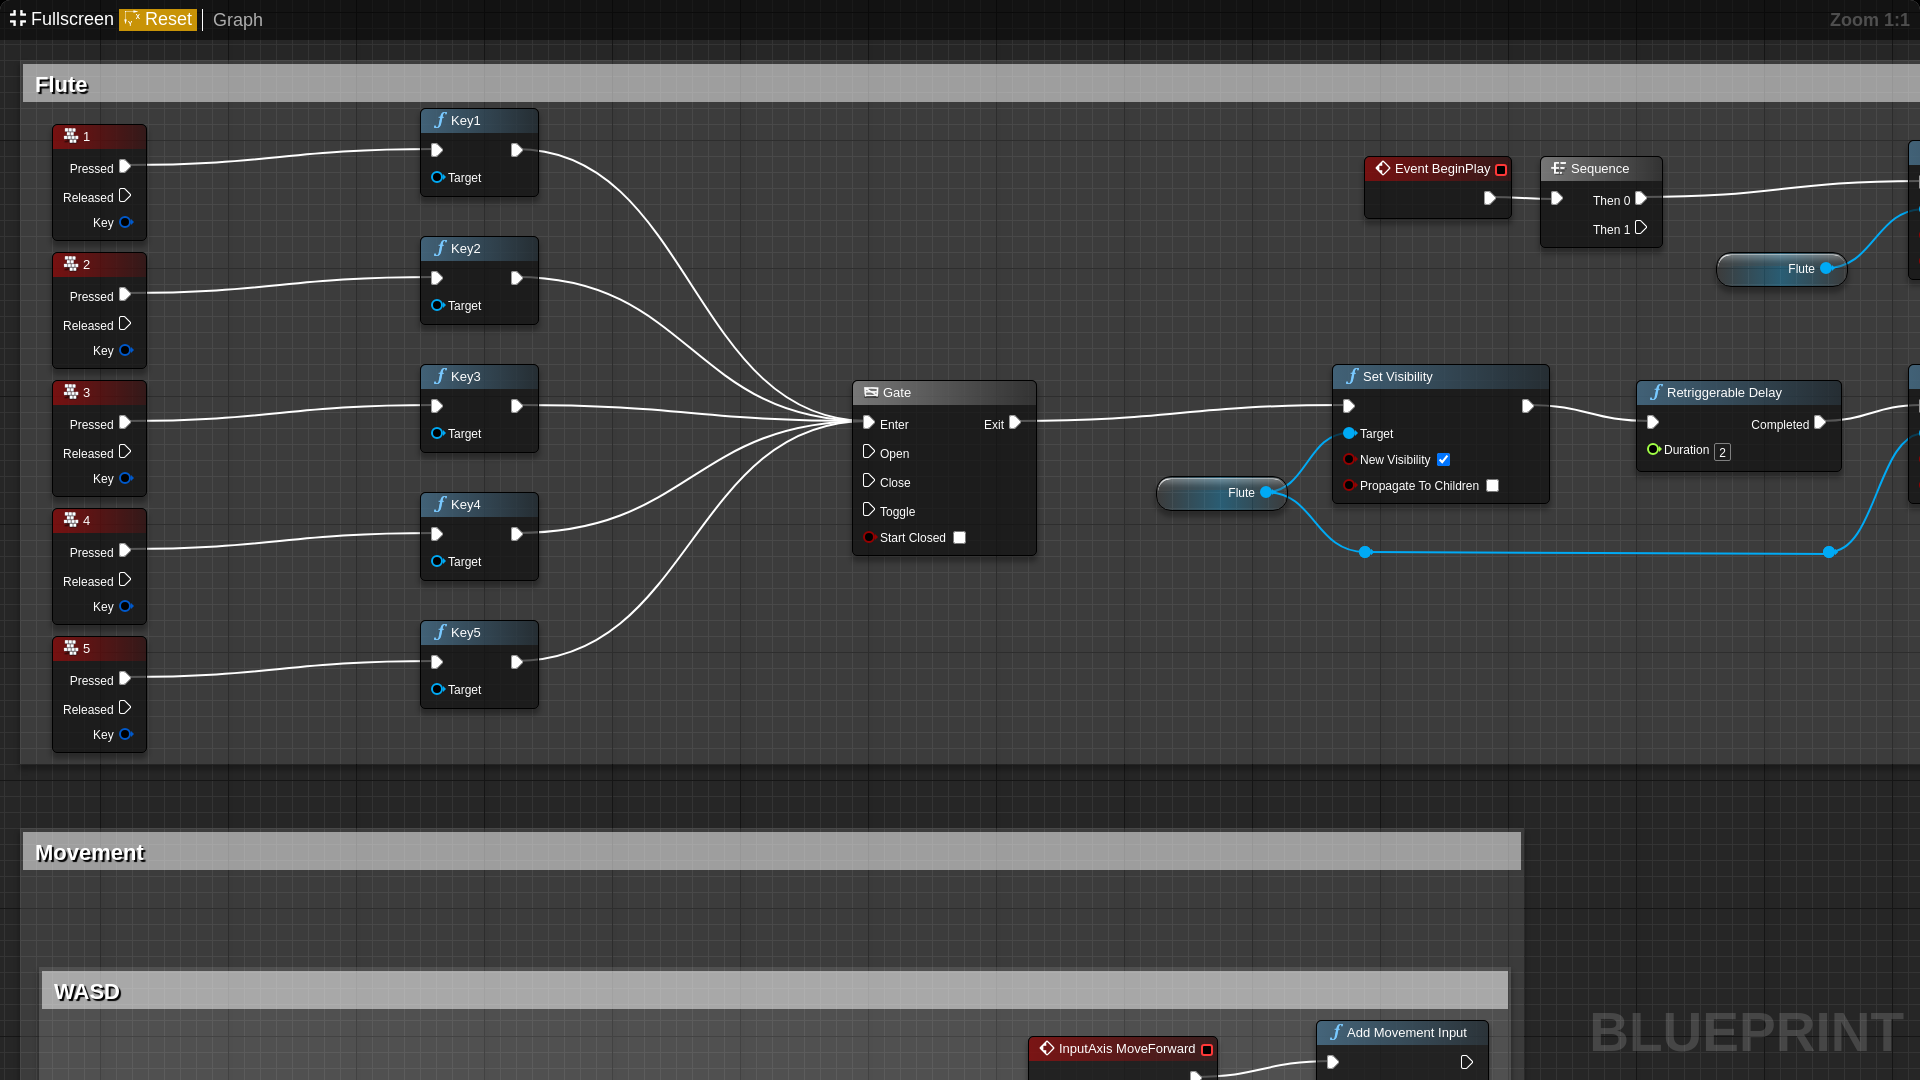 Fullscreen Reset Graph Zoom 1:1
Flute
1
Pressed
Released
Key
2
Pressed
Released
Key
3
Pressed
Released
Key
4
Pressed
Released
Key
5
Pressed
Released
Key
Key1
Target
Key2
Target
Key3
Target
Key4
Target
Key5
Target
Gate
Enter Exit
Open
Close
Toggle
Start Closed
Event BeginPlay
Sequence
Then 0
Then 1
Flute
Flute
Set Visibility
Target
New Visibility
Propagate To Children
Retriggerable Delay
Completed
Duration 2
Movement
WASD
InputAxis MoveForward
Add Movement Input
BLUEPRINT